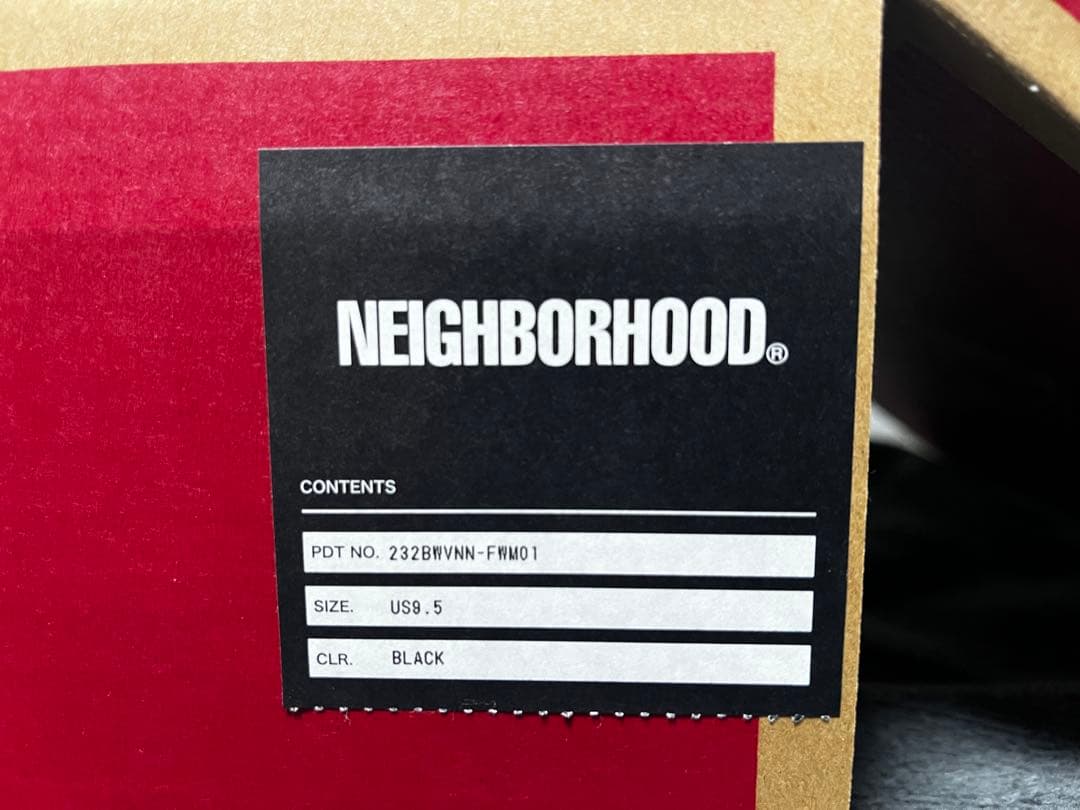 NEIGHBORHOOD®
CONTENTS
PDT NO. 232BWVNN-FWM01
SIZE. US9.5
CLR. BLACK